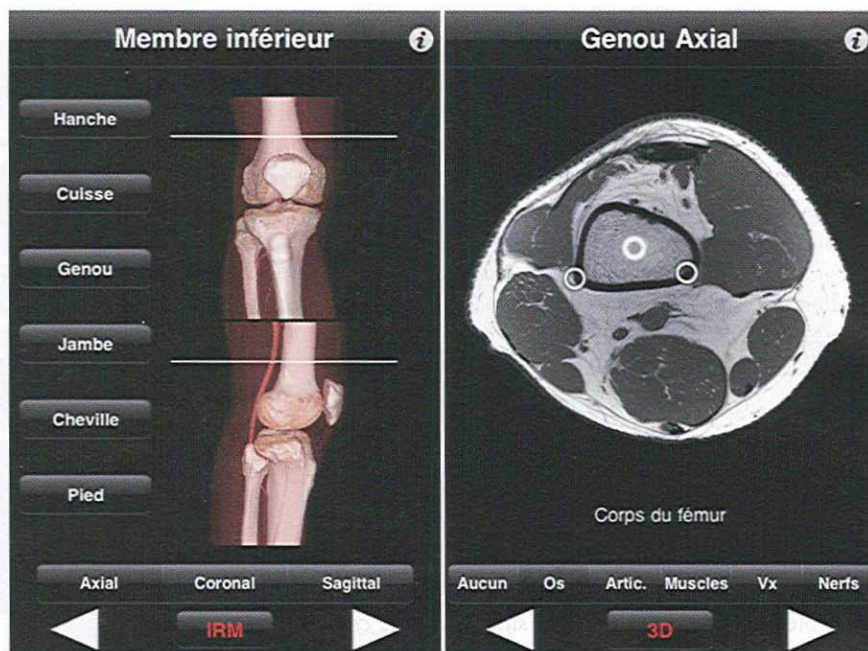 Membre inférieur
Hanche
Cuisse
Genou
Jambe
Cheville
Pied
Axial Coronal Sagittal
IRM
Genou Axial
Corps du fémur
Aucun Os Artic. Muscles Vx Nerfs
3D